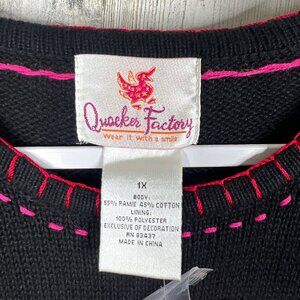 Quacker Factory
Wear it with a smile
1X
BODY:
55% RAMIE 45% COTTON
LINING:
100% POLYESTER
EXCLUSIVE OF DECORATION
RN 83437
MADE IN CHINA